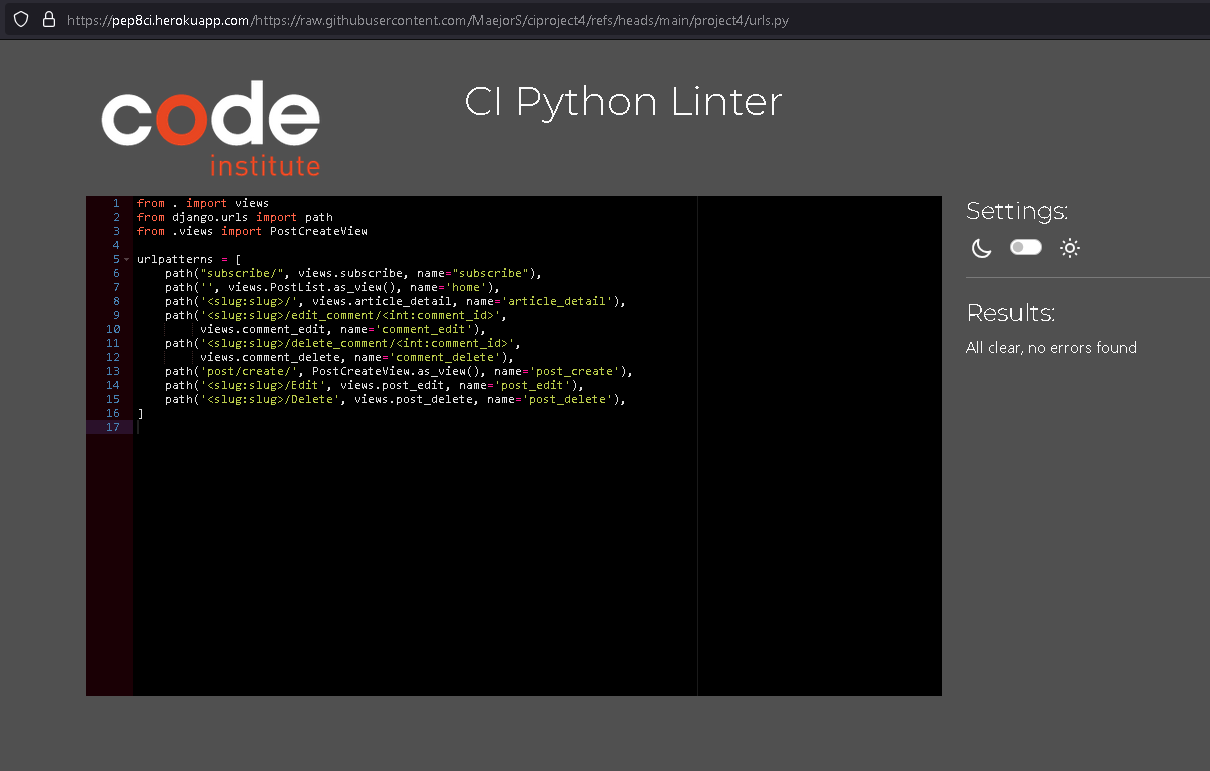 https://pep8ci.herokuapp.com/https://raw.githubusercontent.com/MaejorS/ciproject4/refs/heads/main/project4/urls.py
code
institute
CI Python Linter
1 from . import views
2 from django.urls import path
3 from .views import PostCreateView
4
5 urlpatterns = [
6     path("subscribe/", views.subscribe, name="subscribe"),
7     path('', views.PostList.as_view(), name='home'),
8     path('<slug:slug>/', views.article_detail, name='article_detail'),
9     path('<slug:slug>/edit_comment/<int:comment_id>',
10          views.comment_edit, name='comment_edit'),
11     path('<slug:slug>/delete_comment/<int:comment_id>',
12          views.comment_delete, name='comment_delete'),
13     path('post/create/', PostCreateView.as_view(), name='post_create'),
14     path('<slug:slug>/Edit', views.post_edit, name='post_edit'),
15     path('<slug:slug>/Delete', views.post_delete, name='post_delete'),
16 ]
17
Settings:
Results:
All clear, no errors found